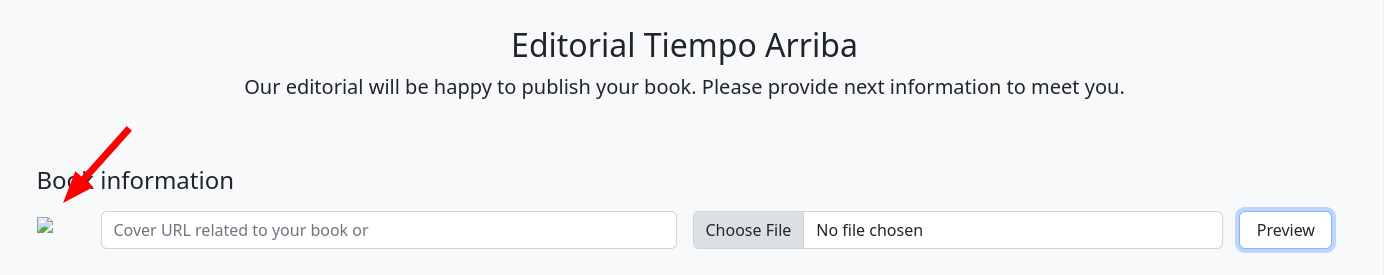 Editorial Tiempo Arriba
Our editorial will be happy to publish your book. Please provide next information to meet you.
Book information
Cover URL related to your book or
Choose File
No file chosen
Preview